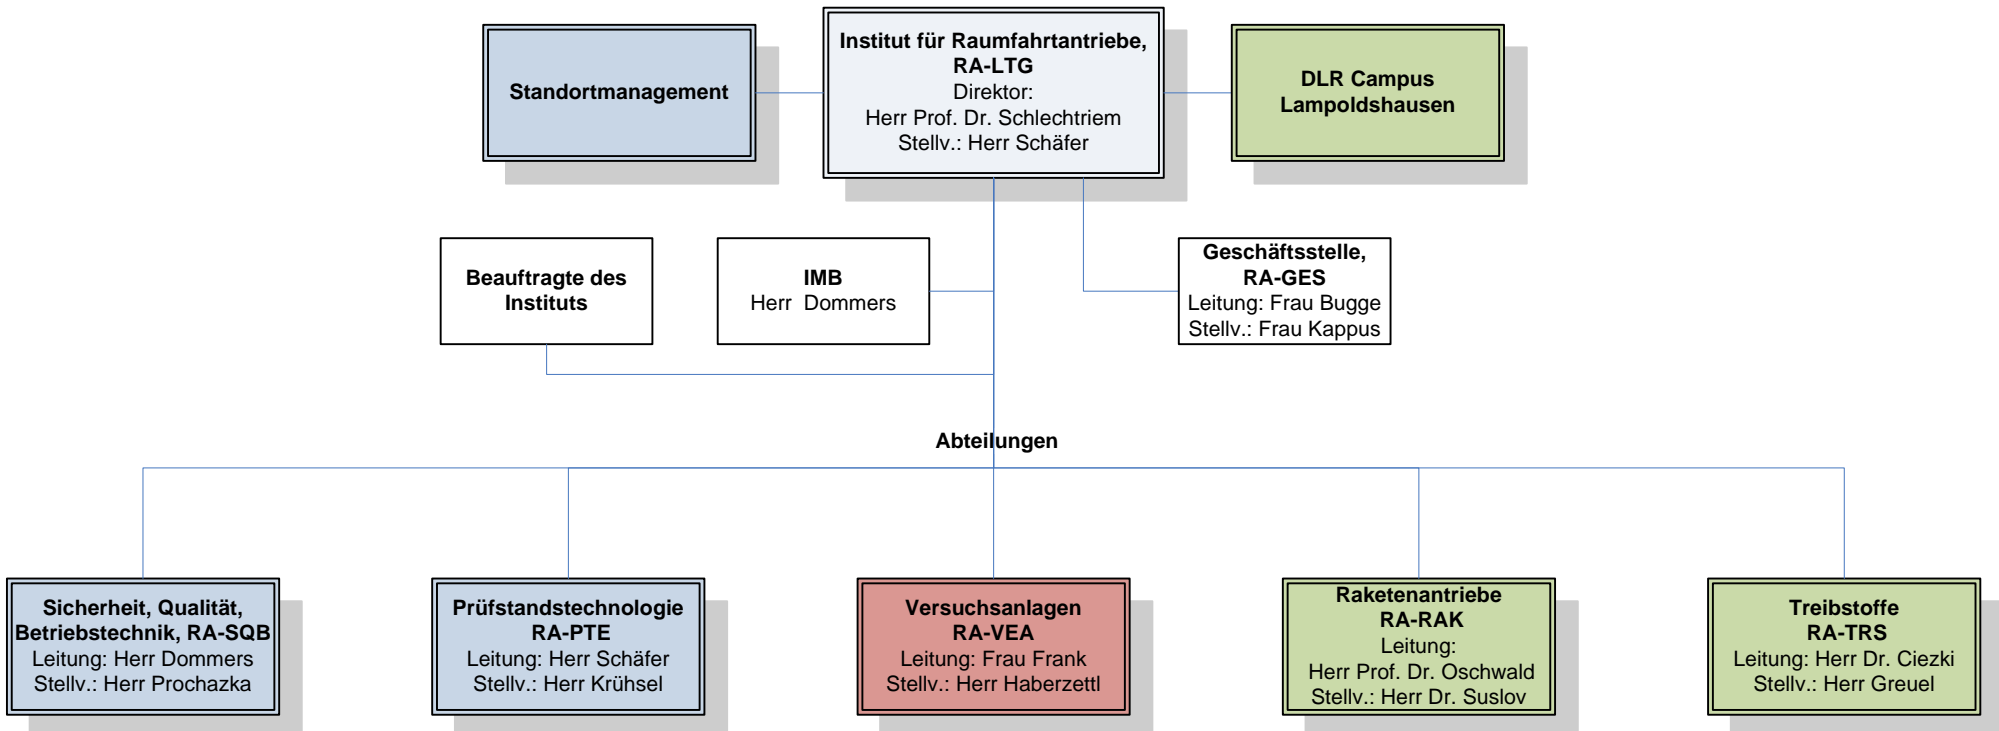 Standortmanagement
Institut für Raumfahrtantriebe,
RA-LTG
Direktor:
Herr Prof. Dr. Schlechtriem
Stellv.: Herr Schäfer
DLR Campus
Lampoldshausen
Beauftragte des
Instituts
IMB
Herr Dommers
Geschäftsstelle,
RA-GES
Leitung: Frau Bugge
Stellv.: Frau Kappus
Abteilungen
Sicherheit, Qualität,
Betriebstechnik, RA-SQB
Leitung: Herr Dommers
Stellv.: Herr Prochazka
Prüfstandstechnologie
RA-PTE
Leitung: Herr Schäfer
Stellv.: Herr Krühsel
Versuchsanlagen
RA-VEA
Leitung: Frau Frank
Stellv.: Herr Haberzettl
Raketenantriebe
RA-RAK
Leitung:
Herr Prof. Dr. Oschwald
Stellv.: Herr Dr. Suslov
Treibstoffe
RA-TRS
Leitung: Herr Dr. Ciezki
Stellv.: Herr Greuel